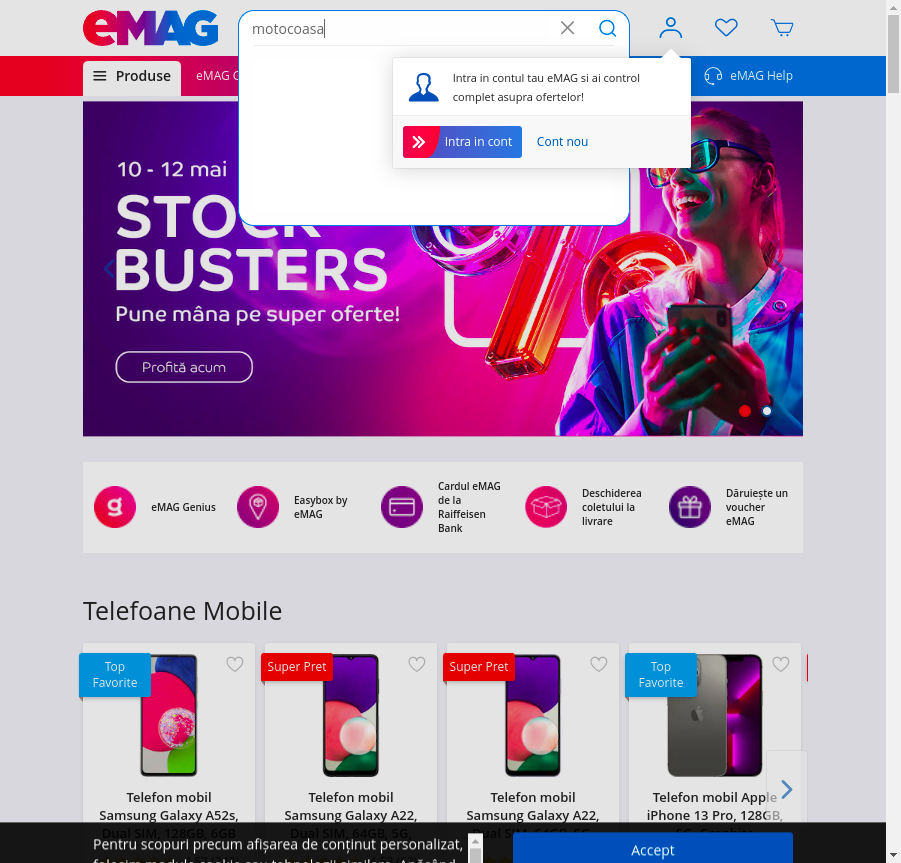 eMAG
motocoasa
Produse
eMAG G
eMAG Help
Intra in contul tau eMAG si ai control
complet asupra ofertelor!
Intra in cont
Cont nou
10 - 12 mai
STOCK
BUSTERS
Pune mâna pe super oferte!
Profită acum
g
eMAG Genius
Easybox by
eMAG
Cardul eMAG
de la
Raiffeisen
Bank
Deschiderea
coletului la
livrare
Dăruiește un
voucher
eMAG
Telefoane Mobile
Top
Favorite
Super Pret
Super Pret
Top
Favorite
Telefon mobil
Samsung Galaxy A52s,
Dual SIM, 128GB, 6GB
Telefon mobil
Samsung Galaxy A22,
Dual SIM, 64GB, 5G,
Telefon mobil
Samsung Galaxy A22,
Dual SIM, 64GB, 5G,
Telefon mobil Apple
iPhone 13 Pro, 128GB,
5G, Graphite
Pentru scopuri precum afișarea de conținut personalizat,
folosim module cookie sau tehnologii similare. Apăsând
Accept